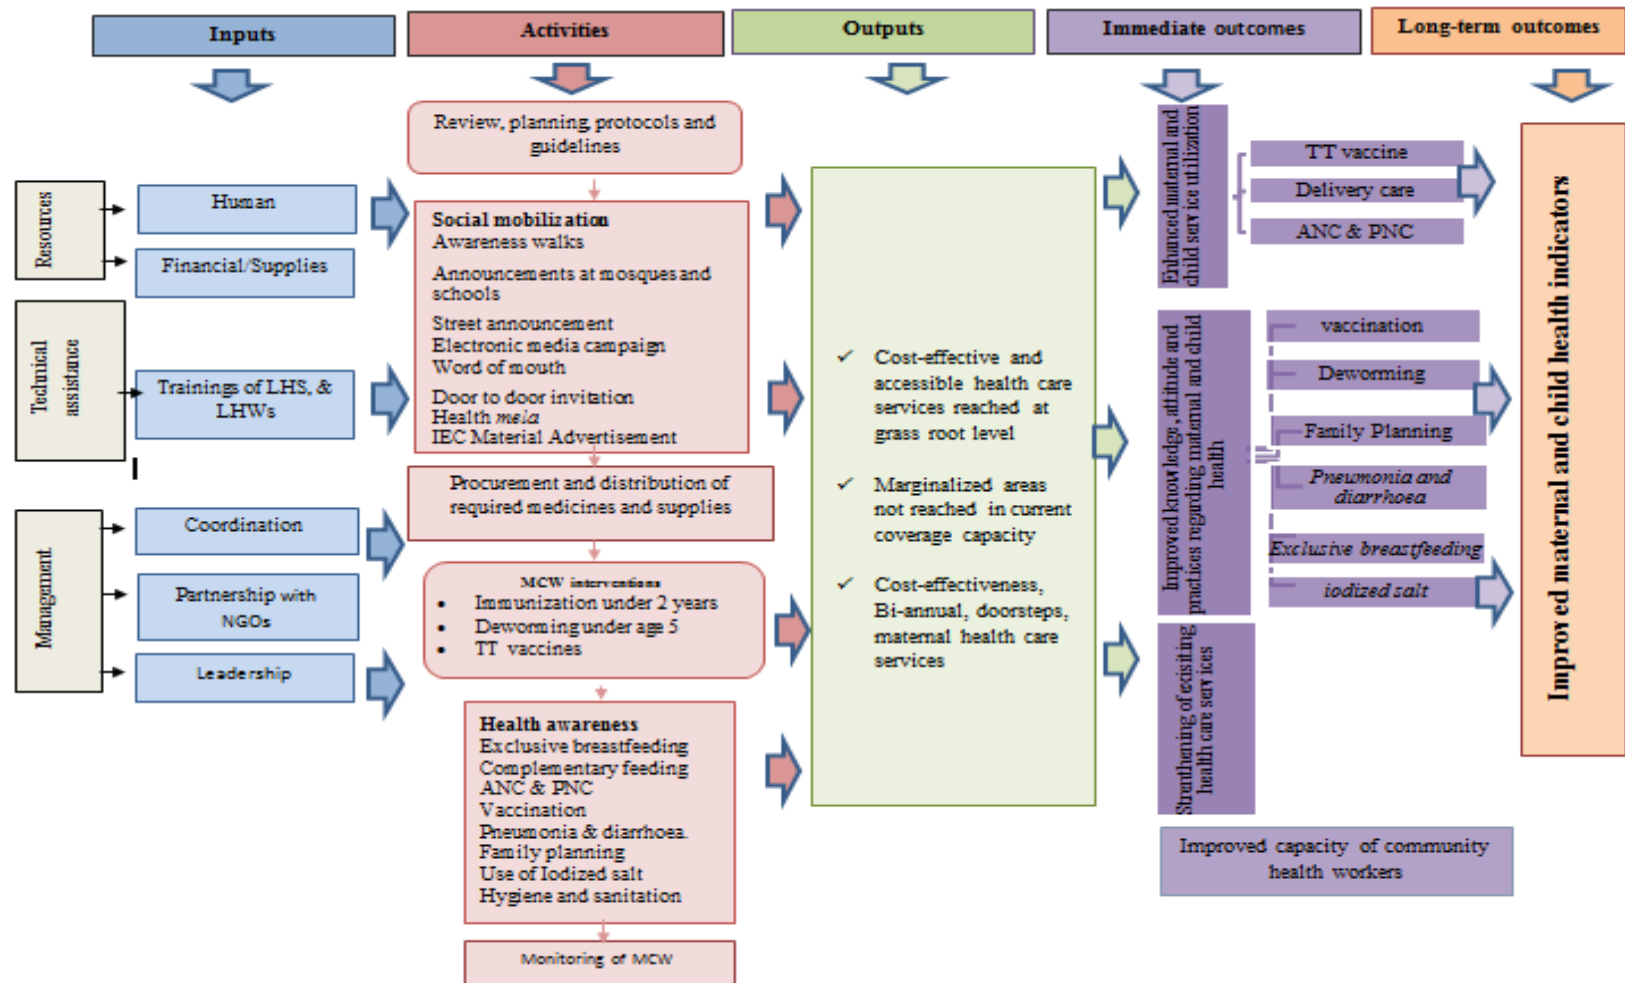 Inputs
Activities
Outputs
Immediate outcomes
Long-term outcomes
Resources
Human
Financial/Supplies
Technical
assistance
Trainings of LHS, &
LHWs
Management
Coordination
Partnership with
NGOs
Leadership
Review, planning, protocols and
guidelines
Social mobilization
Awareness walks
Announcements at mosques and
schools
Street announcement
Electronic media campaign
Word of mouth
Door to door invitation
Health mela
IEC Material Advertisement
Procurement and distribution of
required medicines and supplies
MCW interventions
• Immunization under 2 years
• Deworming under age 5
• TT vaccines
Health awareness
Exclusive breastfeeding
Complementary feeding
ANC & PNC
Vaccination
Pneumonia & diarrhoea.
Family planning
Use of Iodized salt
Hygiene and sanitation
Monitoring of MCW
✓ Cost-effective and
accessible health care
services reached at
grass root level
✓ Marginalized areas
not reached in current
coverage capacity
✓ Cost-effectiveness,
Bi-annual, doorsteps,
maternal health care
services
Enhanced maternal and
child service utilization
TT vaccine
Delivery care
ANC & PNC
Improved knowledge, attitude and
practices regarding maternal and child
health
vaccination
Deworming
Family Planning
Pneumonia and
diarrhoea
Exclusive breastfeeding
iodized salt
Strenthening of exisiting
health care services
Improved capacity of community
health workers
Improved maternal and child health indicators